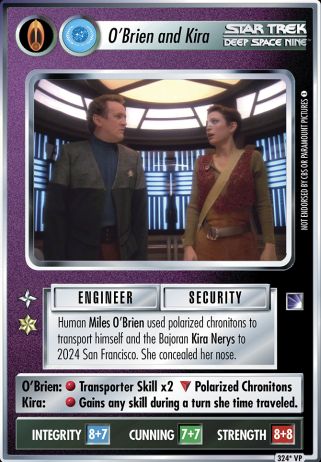 O'Brien and Kira
STAR TREK
DEEP SPACE NINE
NOT ENDORSED BY CBS OR PARAMOUNT PICTURES
ENGINEER
SECURITY
Human Miles O'Brien used polarized chronitons to
transport himself and the Bajoran Kira Nerys to
2024 San Francisco. She concealed her nose.
O'Brien: Transporter Skill x2 Polarized Chronitons
Kira: Gains any skill during a turn she time traveled.
INTEGRITY 8+7 CUNNING 7+7 STRENGTH 8+8
324* VP